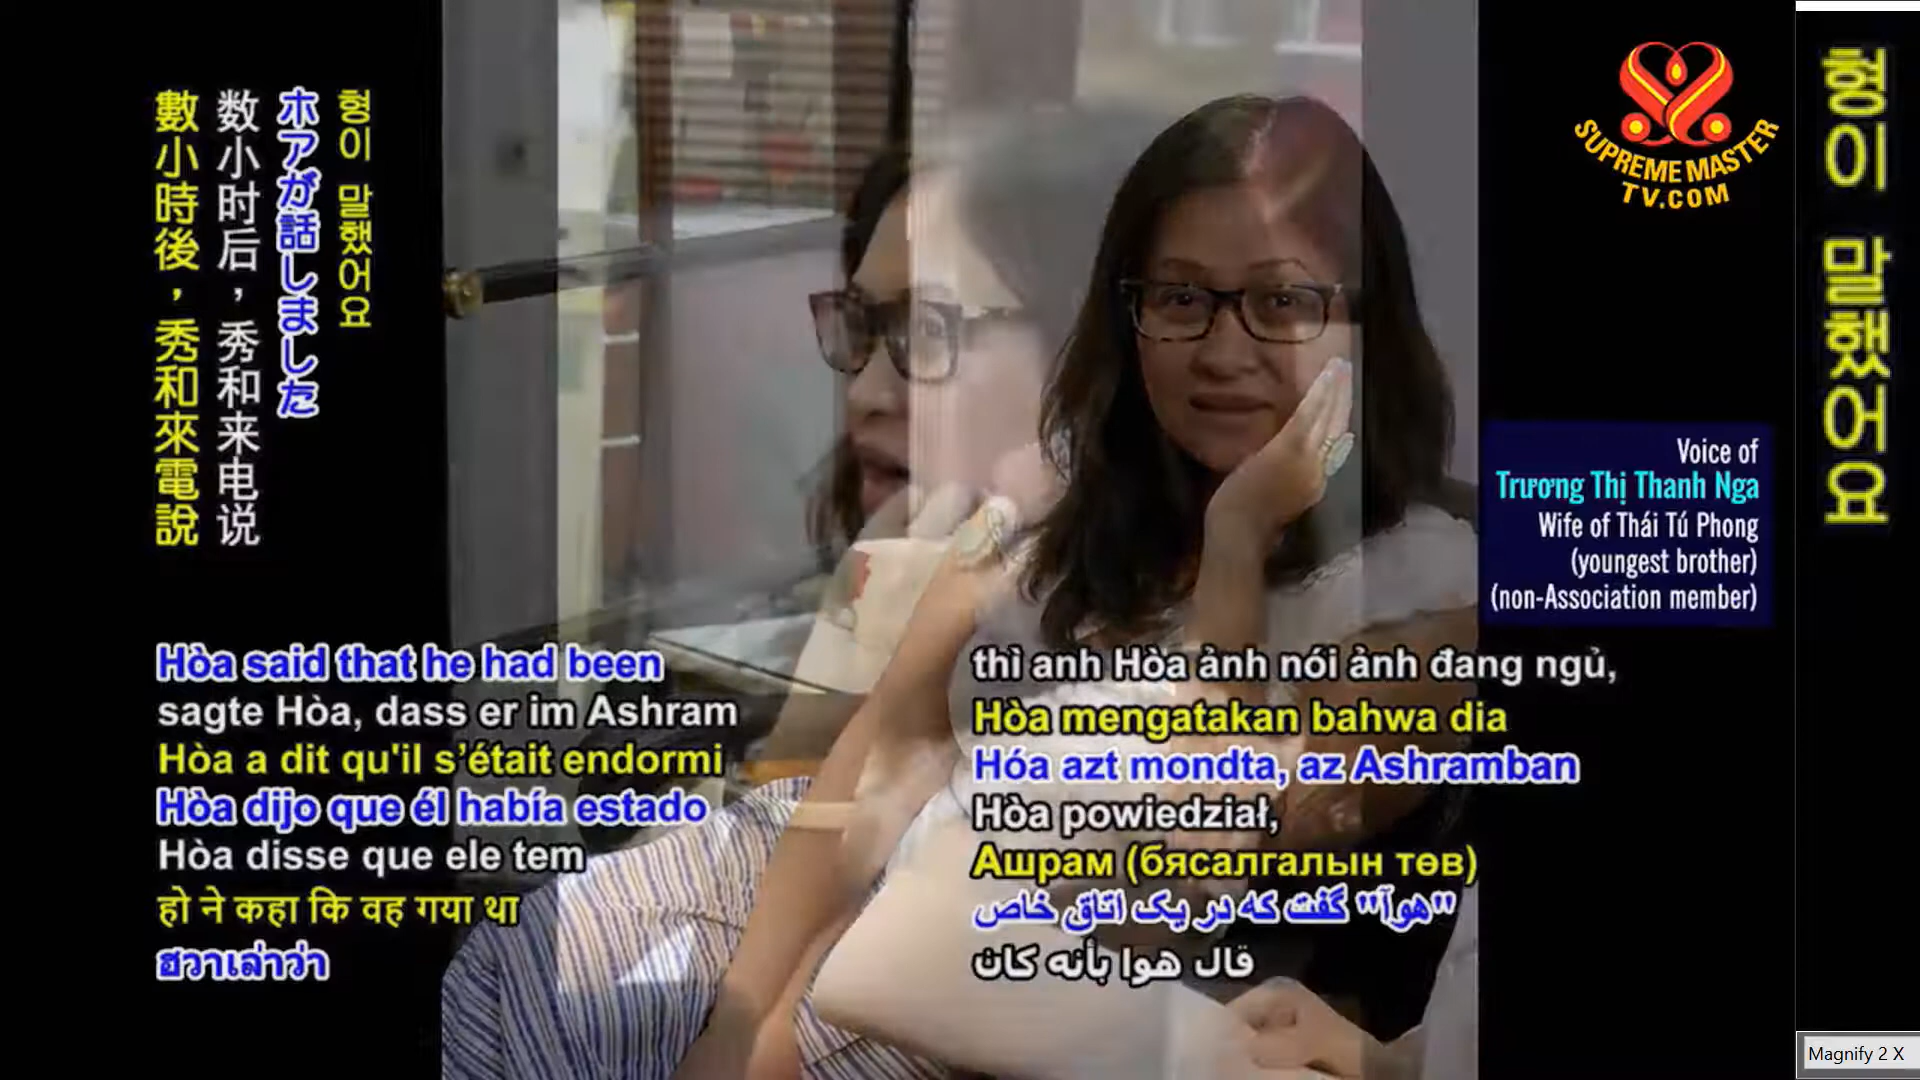 數小時後，秀和來電說
数小时后，秀和来电说
ホアが話しました
형이 말했어요
SUPREME MASTER
TV.COM
형이 말했어요
Voice of
Trương Thị Thanh Nga
Wife of Thái Tú Phong
(youngest brother)
(non-Association member)
Hòa said that he had been
sagte Hòa, dass er im Ashram
Hòa a dit qu'il s’était endormi
Hòa dijo que él había estado
Hòa disse que ele tem
हो ने कहा कि वह गया था
ฮวาเล่าว่า
thì anh Hòa ảnh nói ảnh đang ngủ,
Hòa mengatakan bahwa dia
Hóa azt mondta, az Ashramban
Hòa powiedział,
Ашрам (бясалгалын төв)
"هوآ" گفت که در یک اتاق خاص
قال هوا بأنه كان
Magnify 2 X